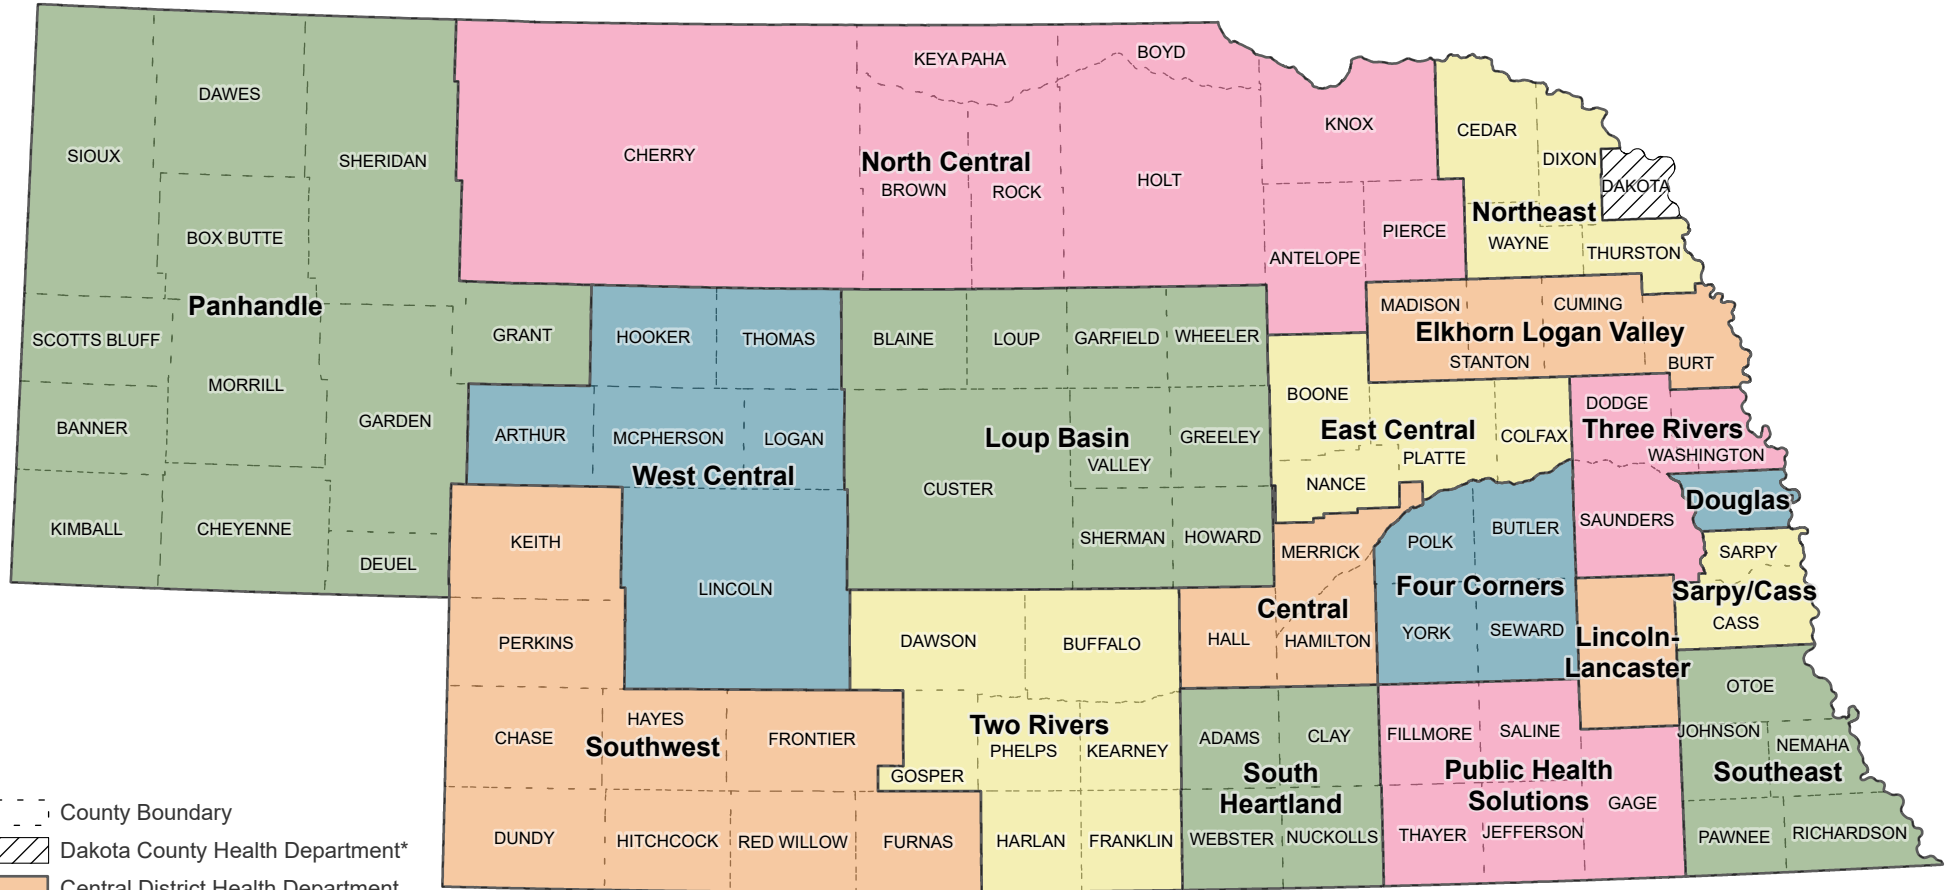 KEYA PAHA
BOYD
DAWES
KNOX
CEDAR
SIOUX
SHERIDAN
CHERRY
North Central
DIXON
BROWN
ROCK
HOLT
DAKOTA
Northeast
BOX BUTTE
PIERCE
WAYNE
ANTELOPE
THURSTON
Panhandle
MADISON
CUMING
SCOTTS BLUFF
GRANT
HOOKER
THOMAS
BLAINE
LOUP
GARFIELD
WHEELER
Elkhorn Logan Valley
STANTON
BURT
MORRILL
BOONE
DODGE
BANNER
GARDEN
ARTHUR
MCPHERSON
LOGAN
Loup Basin
GREELEY
East Central
COLFAX
Three Rivers
VALLEY
PLATTE
WASHINGTON
West Central
CUSTER
NANCE
Douglas
KIMBALL
CHEYENNE
KEITH
SHERMAN
HOWARD
MERRICK
POLK
BUTLER
SAUNDERS
SARPY
DEUEL
LINCOLN
Central
Four Corners
Sarpy/Cass
PERKINS
DAWSON
BUFFALO
HALL
HAMILTON
YORK
SEWARD
Lincoln-
Lancaster
CASS
OTOE
CHASE
HAYES
Southwest
FRONTIER
Two Rivers
PHELPS
KEARNEY
GOSPER
ADAMS
CLAY
FILLMORE
SALINE
JOHNSON
NEMAHA
South
Heartland
Public Health
Solutions
GAGE
Southeast
DUNDY
HITCHCOCK
RED WILLOW
FURNAS
HARLAN
FRANKLIN
WEBSTER
NUCKOLLS
THAYER
JEFFERSON
PAWNEE
RICHARDSON
County Boundary
Dakota County Health Department*
Central District Health Department